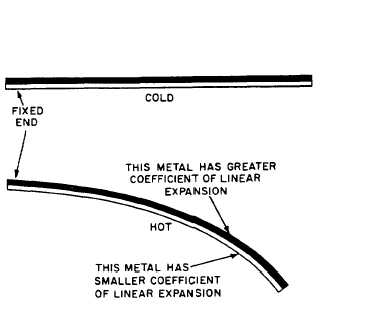 COLD
FIXED
END
THIS METAL HAS GREATER
COEFFICIENT OF LINEAR
EXPANSION
HOT
THIS METAL HAS
SMALLER COEFFICIENT
OF LINEAR EXPANSION